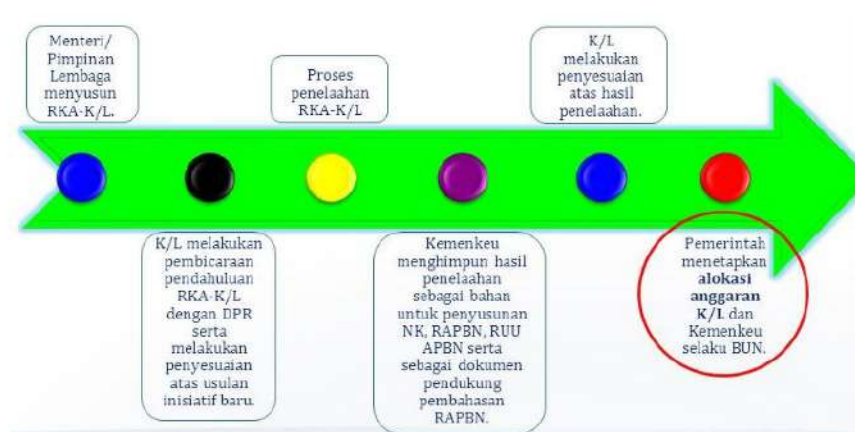 Menteri/
Pimpinan
Lembaga
menyusun
RKA-K/L.
K/L melakukan
pembicaraan
pendahuluan
RKA-K/L
dengan DPR
serta
melakukan
penyesuaian
atas usulan
inisiatif baru.
Proses
penelaahan
RKA-K/L
Kemenkeu
menghimpun hasil
penelaahan
sebagai bahan
untuk penyusunan
NK, RAPBN, RUU
APBN serta
sebagai dokumen
pendukung
pembahasan
RAPBN.
K/L
melakukan
penyesuaian
atas hasil
penelaahan.
Pemerintah
menetapkan
alokasi
anggaran
K/L dan
Kemenkeu
selaku BUN.